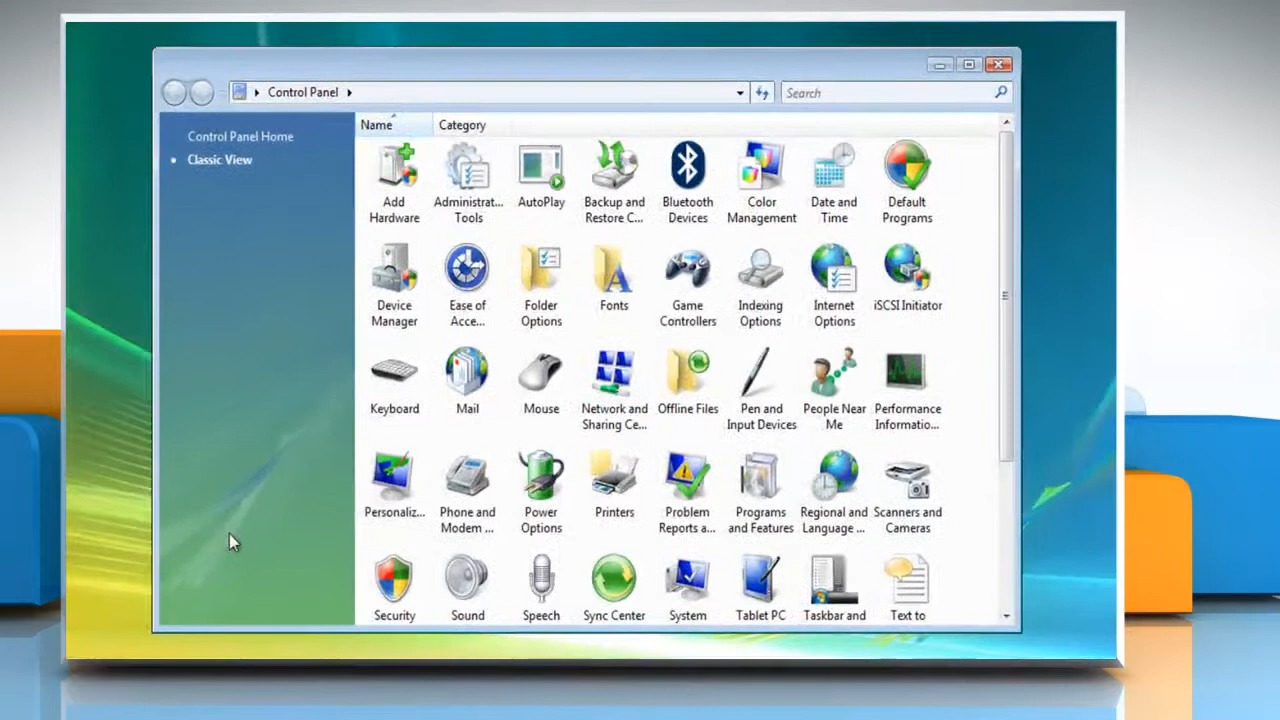 Control Panel
Search
Control Panel Home
Classic View
Name
Category
Add
Hardware
Administrat...
Tools
AutoPlay
Backup and
Restore C...
Bluetooth
Devices
Color
Management
Date and
Time
Default
Programs
Device
Manager
Ease of
Acce...
Folder
Options
Fonts
Game
Controllers
Indexing
Options
Internet
Options
iSCSI Initiator
Keyboard
Mail
Mouse
Network and
Sharing Ce...
Offline Files
Pen and
Input Devices
People Near
Me
Performance
Informatio...
Personaliz...
Phone and
Modem ...
Power
Options
Printers
Problem
Reports a...
Programs
and Features
Regional and
Language ...
Scanners and
Cameras
Security
Sound
Speech
Sync Center
System
Tablet PC
Taskbar and
Text to